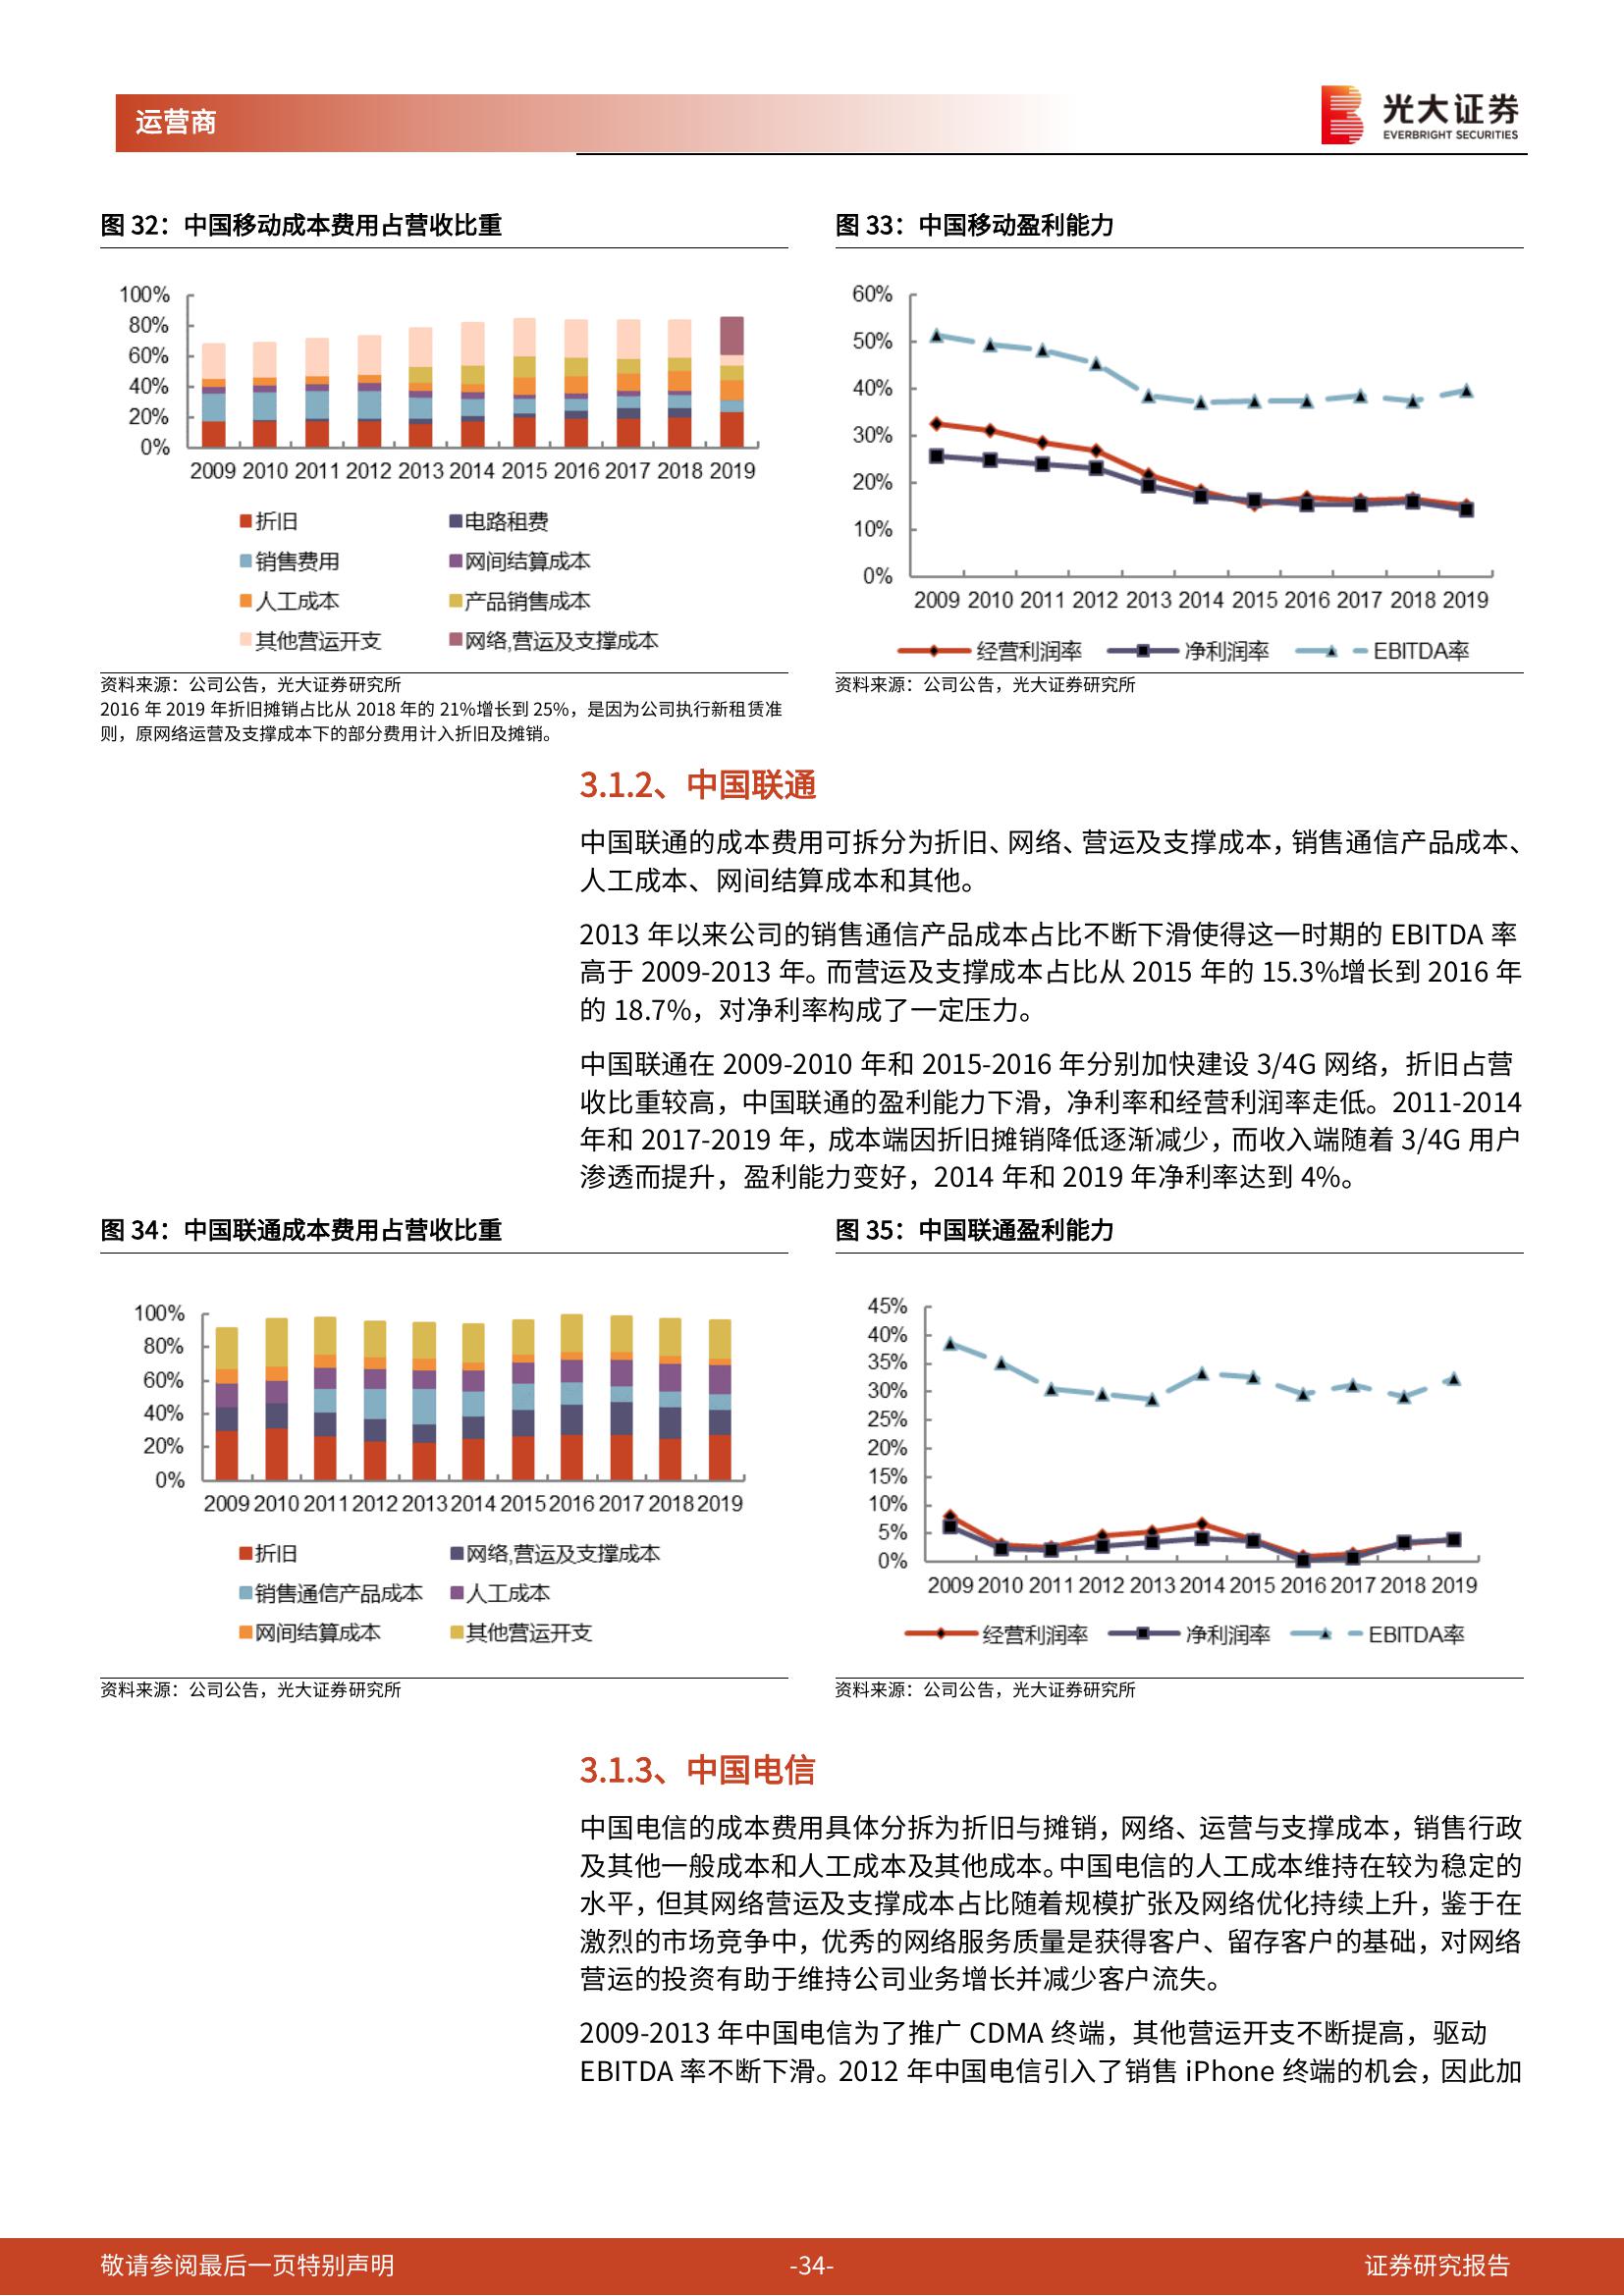 运营商
光大证券
EVERBRIGHT SECURITIES
图 32：中国移动成本费用占营收比重
100%
80%
60%
40%
20%
0%
2009 2010 2011 2012 2013 2014 2015 2016 2017 2018 2019
折旧 电路租费
销售费用 网间结算成本
人工成本 产品销售成本
其他营运开支 网络,营运及支撑成本
资料来源：公司公告，光大证券研究所
2016 年 2019 年折旧摊销占比从 2018 年的 21%增长到 25%，是因为公司执行新租赁准
则，原网络运营及支撑成本下的部分费用计入折旧及摊销。
图 33：中国移动盈利能力
60%
50%
40%
30%
20%
10%
0%
2009 2010 2011 2012 2013 2014 2015 2016 2017 2018 2019
经营利润率 净利润率 EBITDA率
资料来源：公司公告，光大证券研究所
3.1.2、中国联通
中国联通的成本费用可拆分为折旧、网络、营运及支撑成本，销售通信产品成本、
人工成本、网间结算成本和其他。
2013 年以来公司的销售通信产品成本占比不断下滑使得这一时期的 EBITDA 率
高于 2009-2013 年。而营运及支撑成本占比从 2015 年的 15.3%增长到 2016 年
的 18.7%，对净利率构成了一定压力。
中国联通在 2009-2010 年和 2015-2016 年分别加快建设 3/4G 网络，折旧占营
收比重较高，中国联通的盈利能力下滑，净利率和经营利润率走低。2011-2014
年和 2017-2019 年，成本端因折旧摊销降低逐渐减少，而收入端随着 3/4G 用户
渗透而提升，盈利能力变好，2014 年和 2019 年净利率达到 4%。
图 34：中国联通成本费用占营收比重
100%
80%
60%
40%
20%
0%
2009 2010 2011 2012 2013 2014 2015 2016 2017 2018 2019
折旧 网络,营运及支撑成本
销售通信产品成本 人工成本
网间结算成本 其他营运开支
资料来源：公司公告，光大证券研究所
图 35：中国联通盈利能力
45%
40%
35%
30%
25%
20%
15%
10%
5%
0%
2009 2010 2011 2012 2013 2014 2015 2016 2017 2018 2019
经营利润率 净利润率 EBITDA率
资料来源：公司公告，光大证券研究所
3.1.3、中国电信
中国电信的成本费用具体分拆为折旧与摊销，网络、运营与支撑成本，销售行政
及其他一般成本和人工成本及其他成本。中国电信的人工成本维持在较为稳定的
水平，但其网络营运及支撑成本占比随着规模扩张及网络优化持续上升，鉴于在
激烈的市场竞争中，优秀的网络服务质量是获得客户、留存客户的基础，对网络
营运的投资有助于维持公司业务增长并减少客户流失。
2009-2013 年中国电信为了推广 CDMA 终端，其他营运开支不断提高，驱动
EBITDA 率不断下滑。2012 年中国电信引入了销售 iPhone 终端的机会，因此加
敬请参阅最后一页特别声明
-34-
证券研究报告